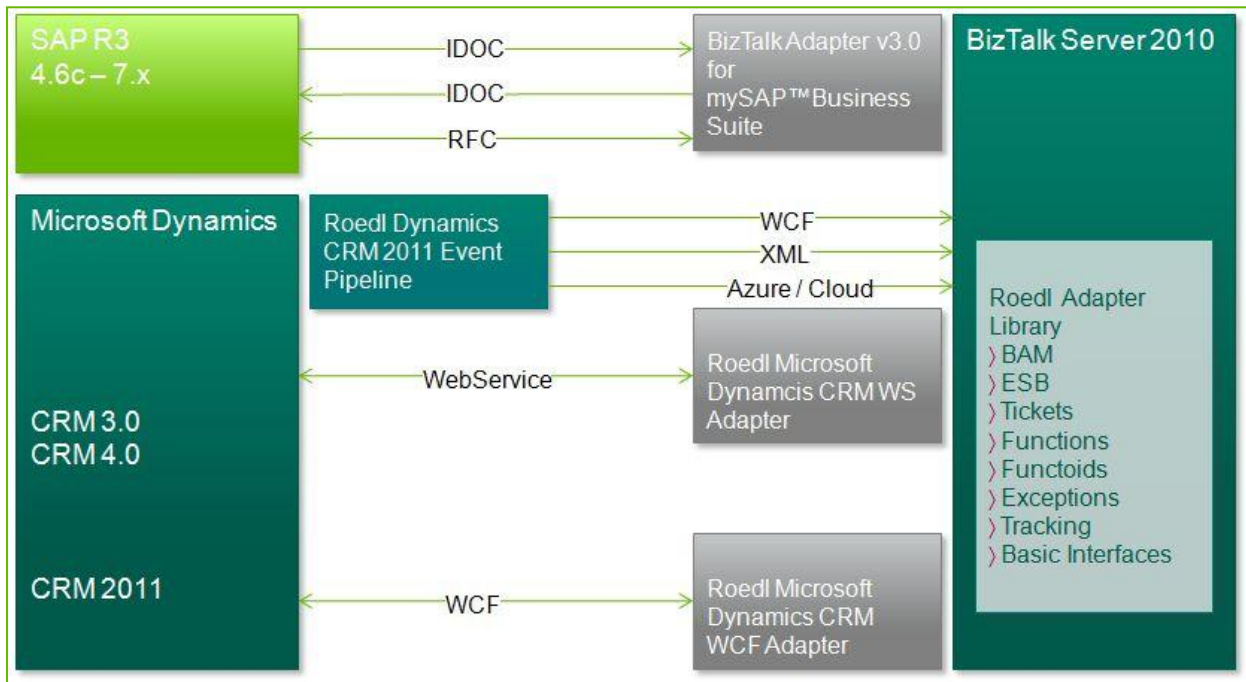 SAP R3
4.6c – 7.x
IDOC
IDOC
RFC
BizTalk Adapter v3.0
for
mySAP™Business
Suite
BizTalk Server 2010
Microsoft Dynamics
CRM 3.0
CRM 4.0
CRM 2011
Roedl Dynamics
CRM 2011 Event
Pipeline
WCF
XML
Azure / Cloud
WebService
Roedl Microsoft
Dynamcis CRM WS
Adapter
WCF
Roedl Microsoft
Dynamics CRM
WCF Adapter
Roedl Adapter
Library
〉BAM
〉ESB
〉Tickets
〉Functions
〉Functoids
〉Exceptions
〉Tracking
〉Basic Interfaces